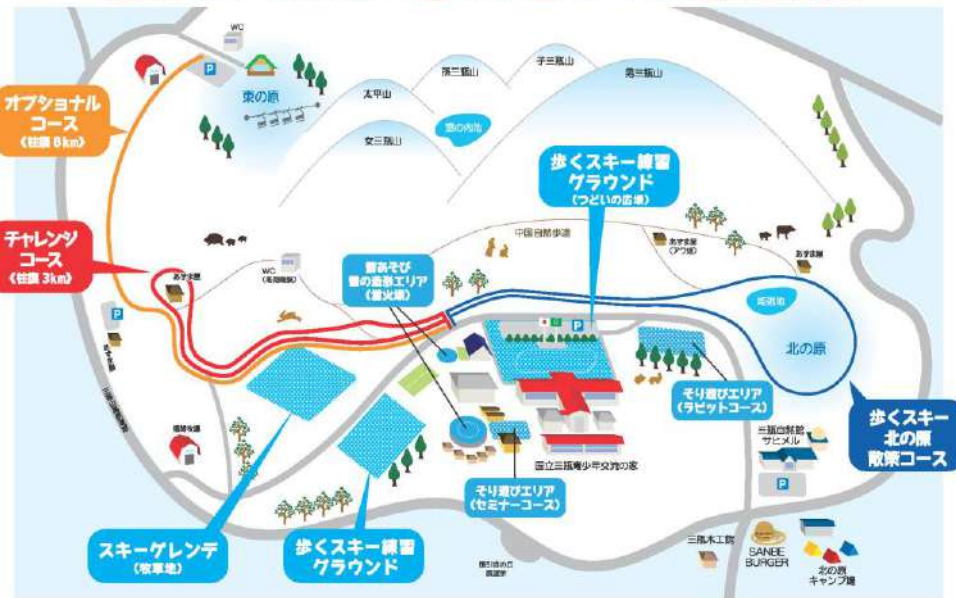 WC
P
東の原
オプショナル
コース
《往復 8km》
孫三瓶山
子三瓶山
男三瓶山
太平山
室の内池
女三瓶山
歩くスキー練習
グラウンド
(つどいの広場)
チャレンジ
コース
《往復 3km》
あずま屋
WC
中国自然歩道
あずま屋
あずま屋
雪あそび
雪の造形エリア
P
姫逃池
北の原
P
P
そり遊びエリア
(ラビットコース)
歩くスキー
北の原
散策コース
三瓶自然館
サヒメル
国立三瓶青少年交流の家
P
そり遊びエリア
(セミナーコース)
スキーゲレンデ
(牧草地)
歩くスキー練習
グラウンド
三瓶木工館
SANBE
BURGER
北の原
キャンプ場